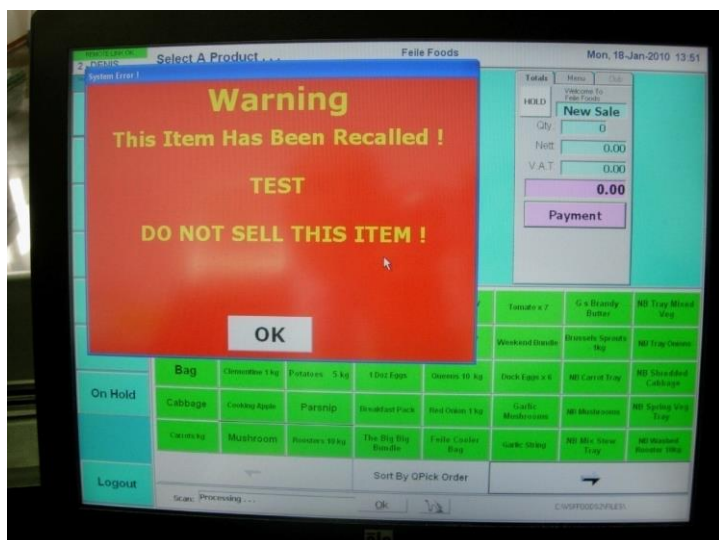 REMOTE LINK OK
2 DENIS
Select A Product . . .
Feile Foods
Mon, 18-Jan-2010 13:51
System Error !
Warning
This Item Has Been Recalled !
TEST
DO NOT SELL THIS ITEM !
OK
Totals
Menu
HOLD
Welcome To
Feile Foods
New Sale
Qty.
0
Nett
0.00
V.A.T.
0.00
0.00
Payment
Tomato x 7
G s Brandy Butter
NB Tray Mixed Veg
Weekend Bundle
Brussels Sprouts 1kg
NB Tray Onions
Bag
Clementine 1 kg
Potatoes 5 kg
1 Doz Eggs
Onions 10 kg
Duck Eggs x 6
NB Carrot Tray
NB Shredded Cabbage
On Hold
Cabbage
Cooking Apple
Parsnip
Breakfast Pack
Red Onion 1 kg
Garlic Mushrooms
NB Mushrooms
NB Spring Veg Tray
Carrots kg
Mushroom
Roosters 10 kg
The Big Big Bundle
Feile Cooler Bag
Garlic String
NB Mix Stew Tray
NB Washed Rooster 10kg
Logout
Sort By QPick Order
Scan:
Processing . . .
Ok